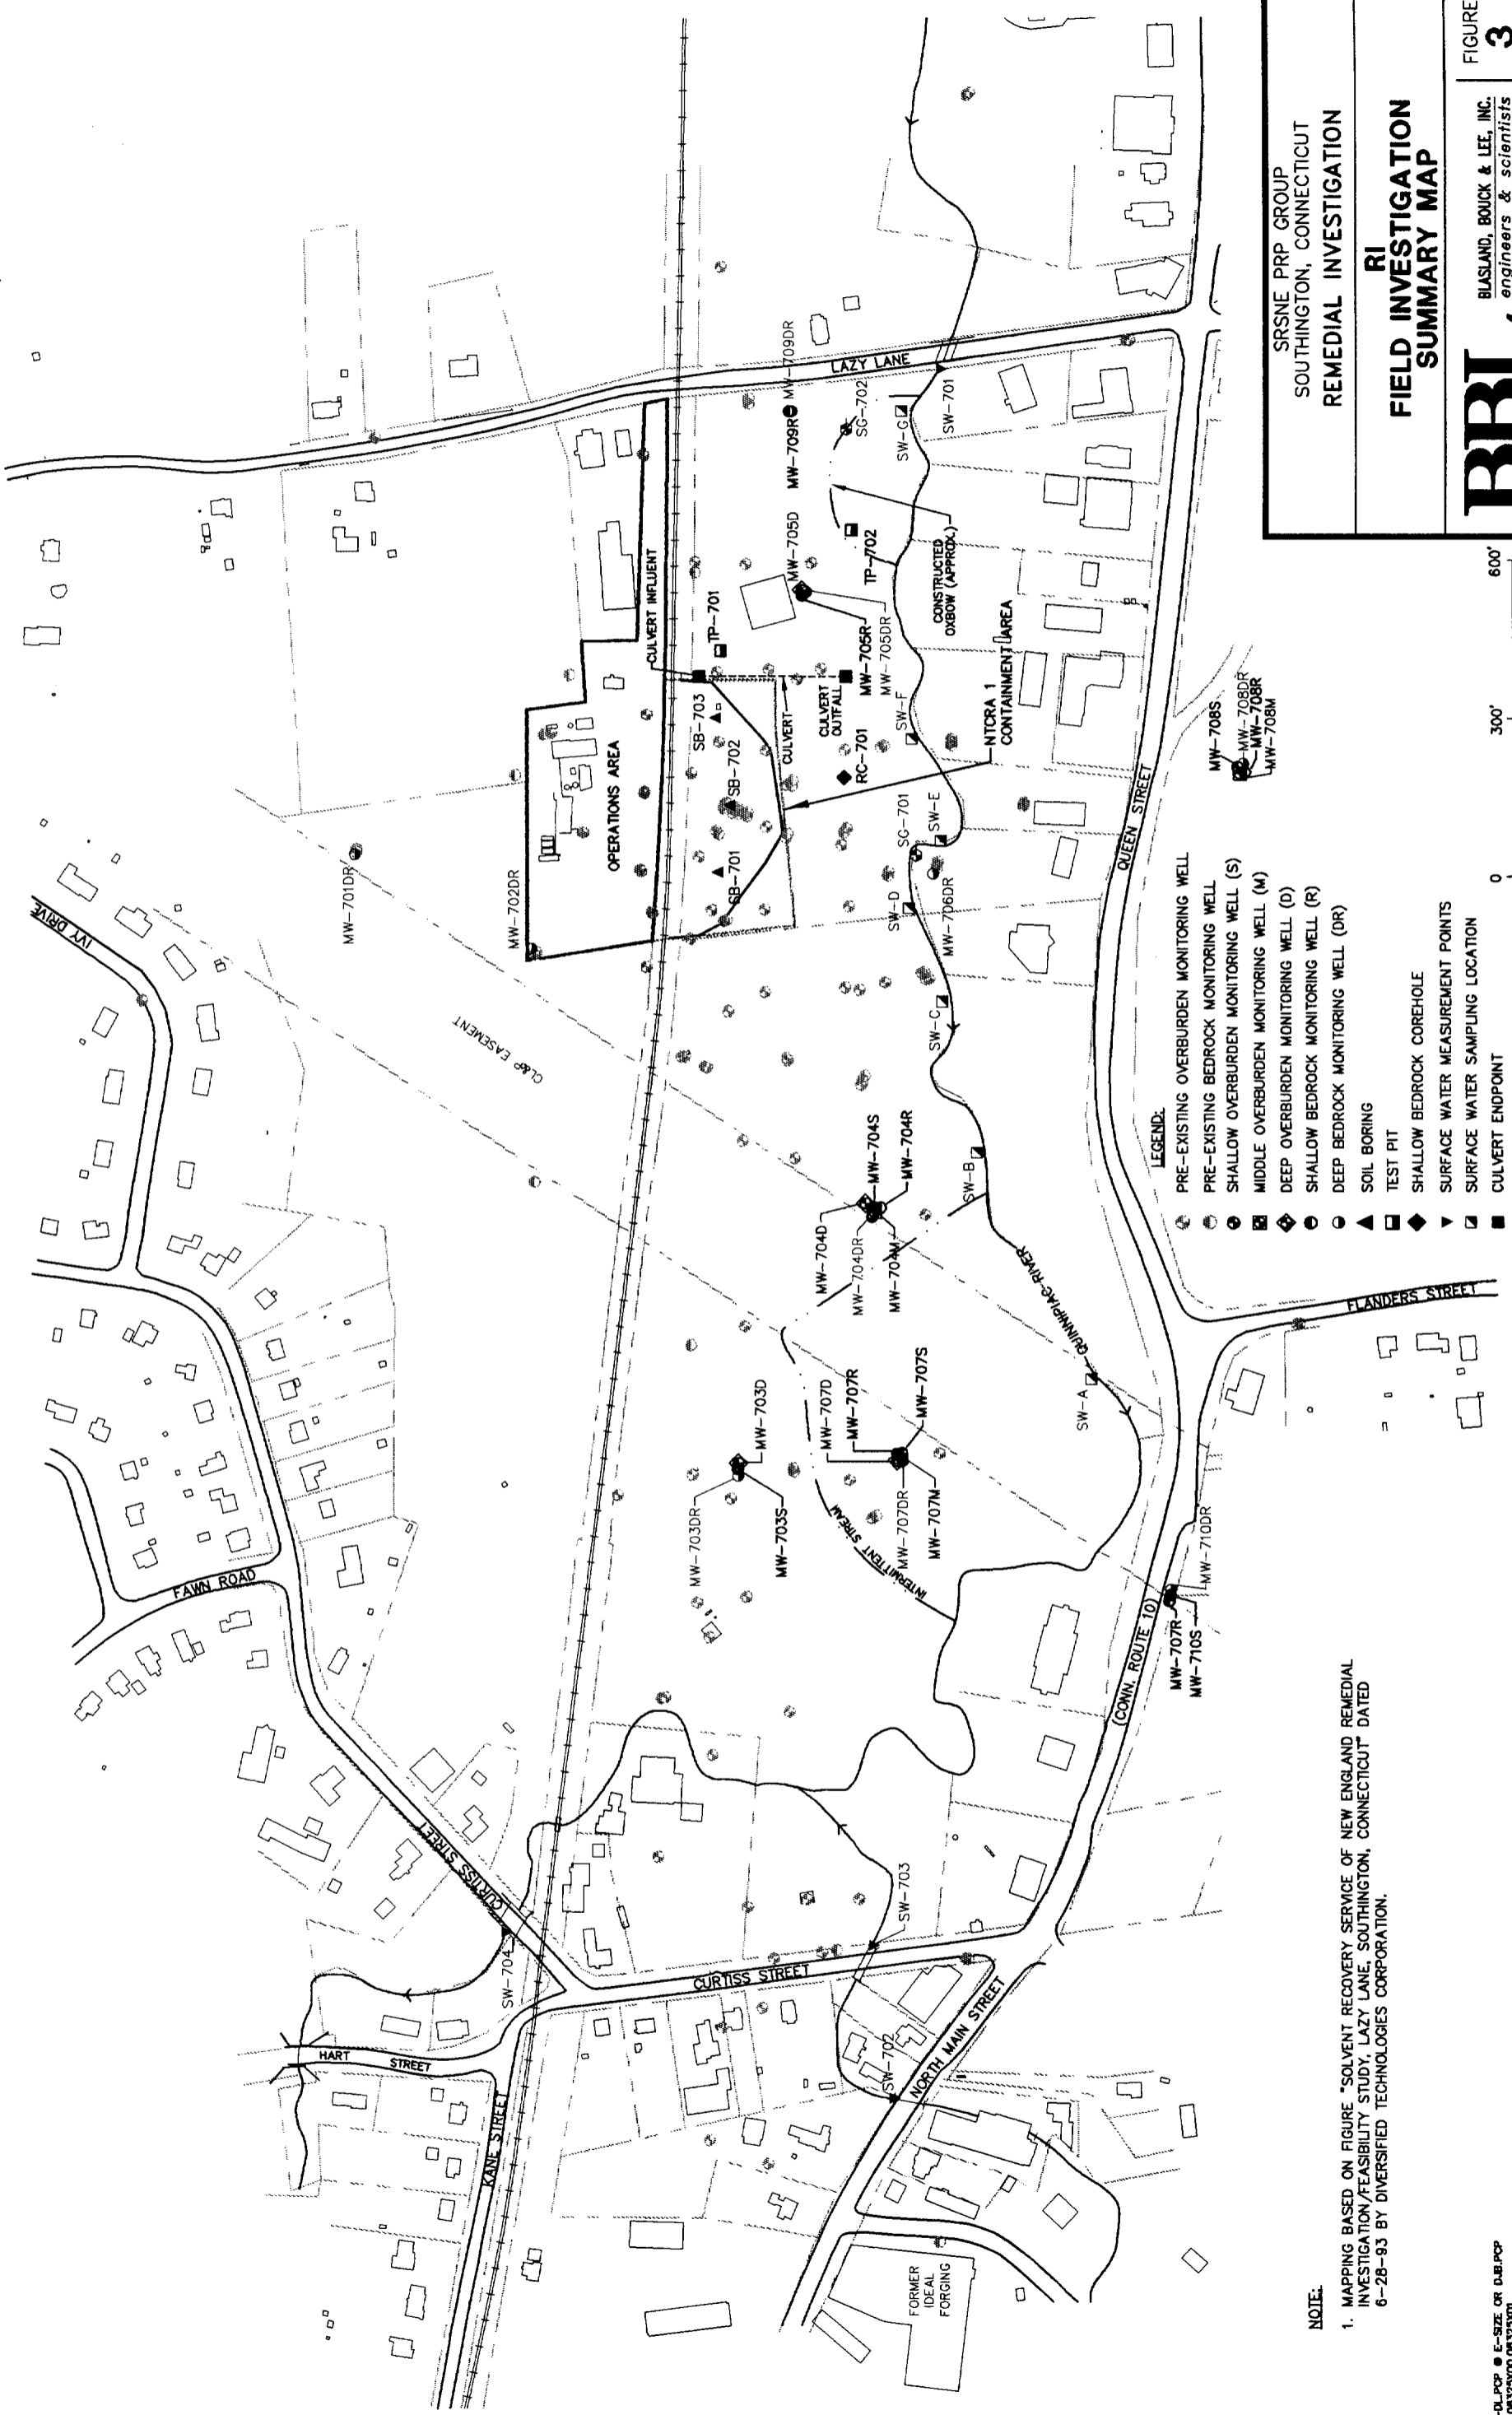 IVY DRIVE
MW-701DR
CL&P EASEMENT
MW-702DR
OPERATIONS AREA
CULVERT INFLUENT
TP-701
SB-703
SB-702
SB-701
CULVERT
CULVERT
OUTFALL
RC-701
NTCRA 1
CONTAINMENT AREA
MW-705D
MW-705R
MW-705DR
MW-709R
MW-709DR
LAZY LANE
SG-702
SW-G
SW-701
TP-702
CONSTRUCTED
OXBOW (APPROX.)
SW-F
SG-701
SW-E
SW-D
MW-706DR
SW-C
SW-B
QUINNIPIAC RIVER
SW-A
MW-704S
MW-704R
MW-704D
MW-704DR
MW-704M
MW-703D
MW-703DR
MW-703S
MW-707D
MW-707R
MW-707S
MW-707DR
MW-707M
INTERMITTENT STREAM
QUEEN STREET
MW-708S
MW-708DR
MW-708R
MW-708M
FLANDERS STREET
(CONN. ROUTE 10)
MW-707R
MW-710S
MW-710DR
FAWN ROAD
CURTISS STREET
SW-704
CURTISS STREET
HART STREET
KANE STREET
SW-703
SW-702
NORTH MAIN STREET
FORMER
IDEAL
FORGING
NOTE:
1. MAPPING BASED ON FIGURE "SOLVENT RECOVERY SERVICE OF NEW ENGLAND REMEDIAL
INVESTIGATION/FEASIBILITY STUDY, LAZY LANE, SOUTHINGTON, CONNECTICUT" DATED
6-28-93 BY DIVERSIFIED TECHNOLOGIES CORPORATION.
LEGEND:
PRE-EXISTING OVERBURDEN MONITORING WELL
PRE-EXISTING BEDROCK MONITORING WELL
SHALLOW OVERBURDEN MONITORING WELL (S)
MIDDLE OVERBURDEN MONITORING WELL (M)
DEEP OVERBURDEN MONITORING WELL (D)
SHALLOW BEDROCK MONITORING WELL (R)
DEEP BEDROCK MONITORING WELL (DR)
SOIL BORING
TEST PIT
SHALLOW BEDROCK COREHOLE
SURFACE WATER MEASUREMENT POINTS
SURFACE WATER SAMPLING LOCATION
CULVERT ENDPOINT
0 300' 600'
SRSNE PRP GROUP
SOUTHINGTON, CONNECTICUT
REMEDIAL INVESTIGATION
RI
FIELD INVESTIGATION
SUMMARY MAP
BBL
BLASLAND, BOUCK & LEE, INC.
engineers & scientists
FIGURE
3